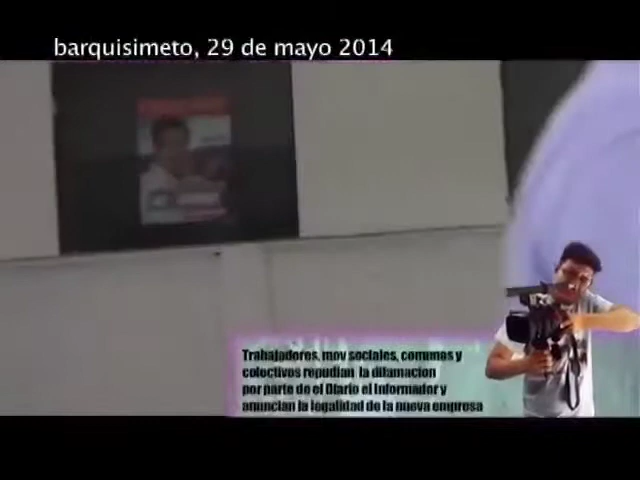 barquisimeto, 29 de mayo 2014
Trabajadores, mov sociales, comunas y
colectivos repudian la difamacion
por parte de el Diario el Informador y
anuncian la legalidad de la nueva empresa